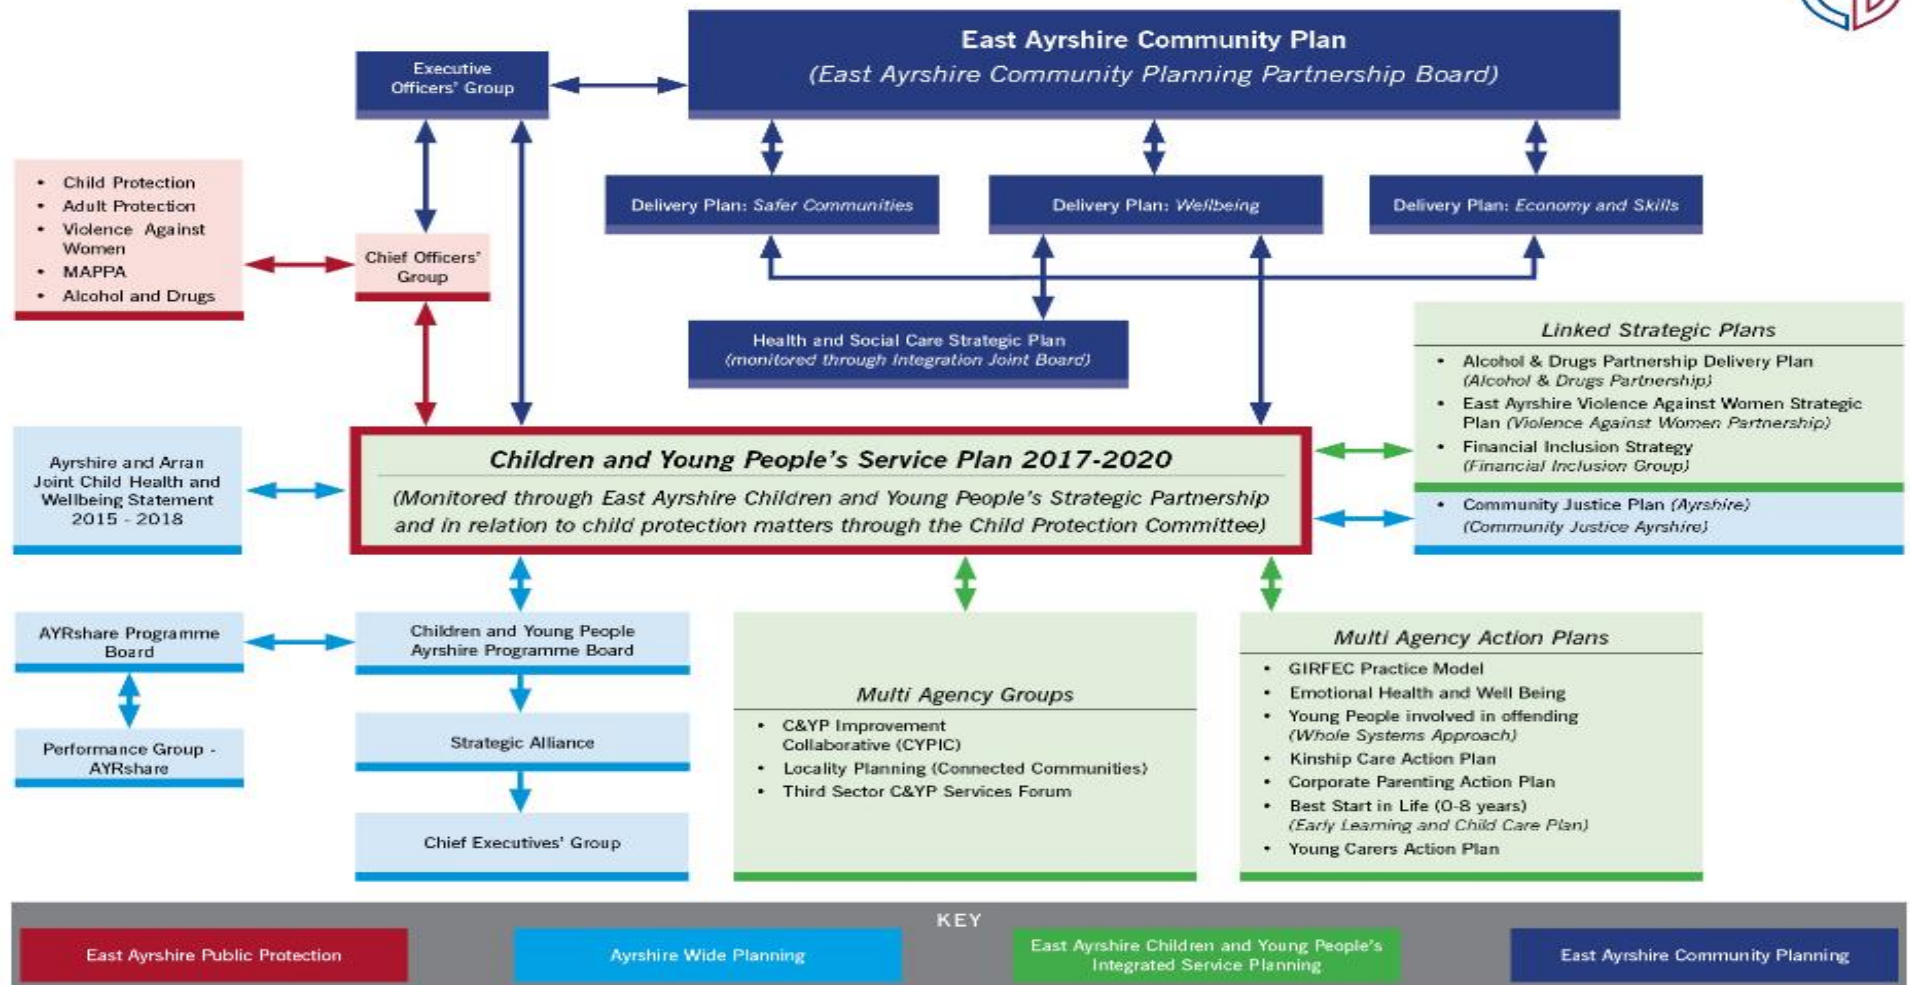 East Ayrshire Community Plan
(East Ayrshire Community Planning Partnership Board)
Executive
Officers' Group
• Child Protection
• Adult Protection
• Violence Against
Women
• MAPPA
• Alcohol and Drugs
Chief Officers'
Group
Delivery Plan: Safer Communities
Delivery Plan: Wellbeing
Delivery Plan: Economy and Skills
Health and Social Care Strategic Plan
(monitored through Integration Joint Board)
Linked Strategic Plans
• Alcohol & Drugs Partnership Delivery Plan
(Alcohol & Drugs Partnership)
• East Ayrshire Violence Against Women Strategic
Plan (Violence Against Women Partnership)
• Financial Inclusion Strategy
(Financial Inclusion Group)
• Community Justice Plan (Ayrshire)
(Community Justice Ayrshire)
Ayrshire and Arran
Joint Child Health and
Wellbeing Statement
2015 - 2018
Children and Young People's Service Plan 2017-2020
(Monitored through East Ayrshire Children and Young People's Strategic Partnership
and in relation to child protection matters through the Child Protection Committee)
AYRshare Programme
Board
Children and Young People
Ayrshire Programme Board
Performance Group -
AYRshare
Strategic Alliance
Chief Executives' Group
Multi Agency Groups
• C&YP Improvement
Collaborative (CYPIC)
• Locality Planning (Connected Communities)
• Third Sector C&YP Services Forum
Multi Agency Action Plans
• GIRFEC Practice Model
• Emotional Health and Well Being
• Young People involved in offending
(Whole Systems Approach)
• Kinship Care Action Plan
• Corporate Parenting Action Plan
• Best Start in Life (0-8 years)
(Early Learning and Child Care Plan)
• Young Carers Action Plan
KEY
East Ayrshire Public Protection
Ayrshire Wide Planning
East Ayrshire Children and Young People's
Integrated Service Planning
East Ayrshire Community Planning